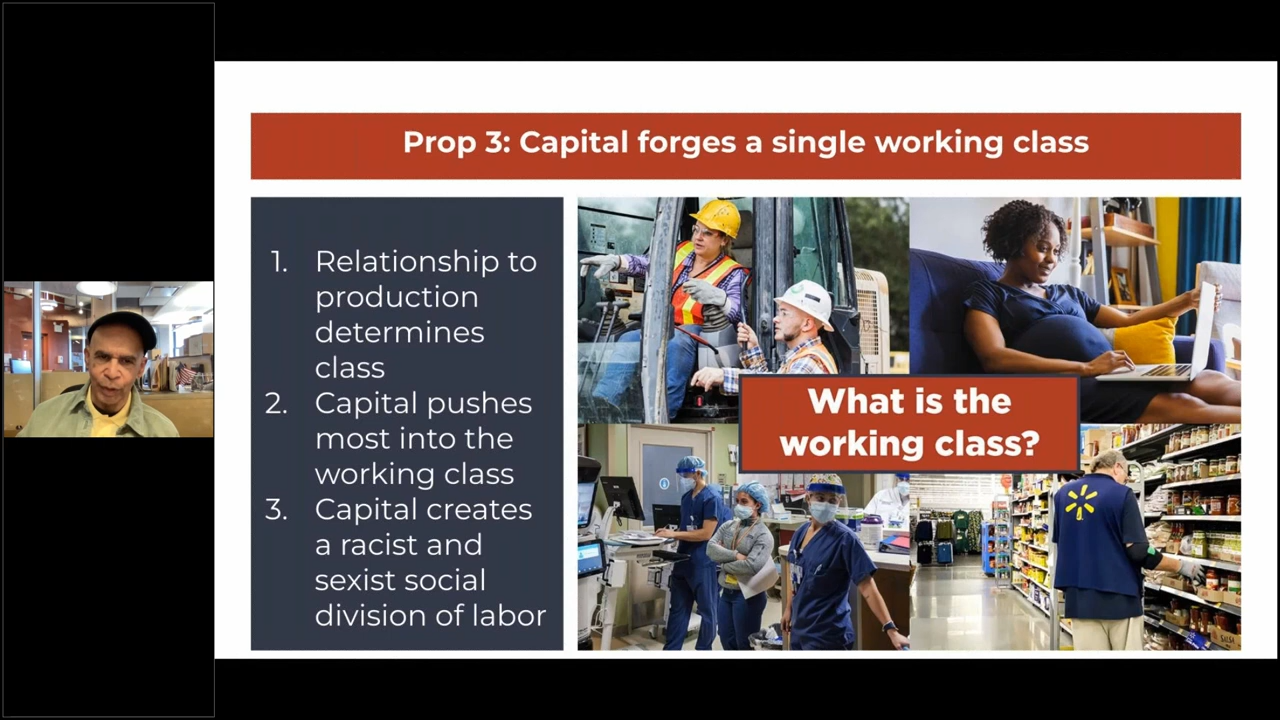 Prop 3: Capital forges a single working class
1. Relationship to
production
determines
class
2. Capital pushes
most into the
working class
3. Capital creates
a racist and
sexist social
division of labor
What is the
working class?
SALSA